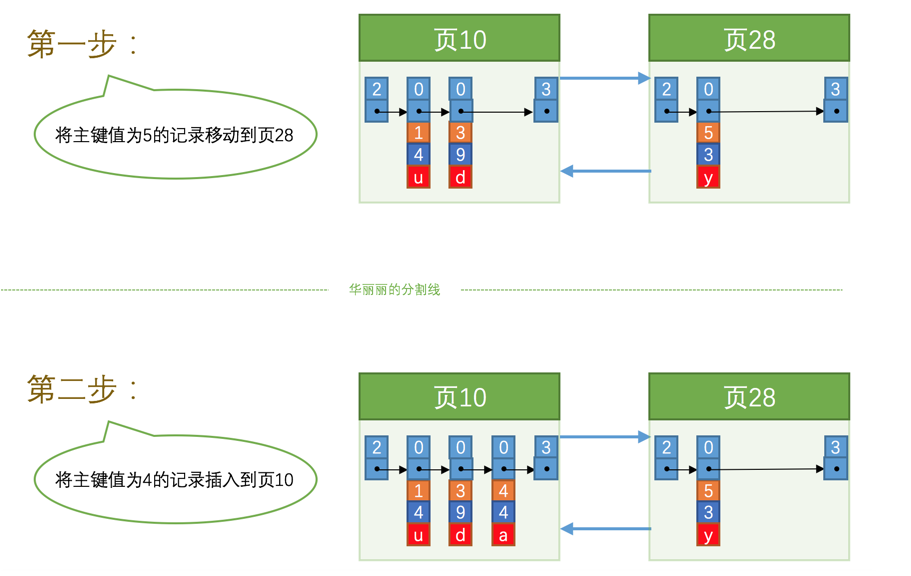 第一步：
将主键值为5的记录移动到页28
页10
页28
2 0 0 3
1 3
4 9
u d
2 0 3
5
3
y
华丽丽的分割线
第二步：
将主键值为4的记录插入到页10
页10
页28
2 0 0 0 3
1 3 4
4 9 4
u d a
2 0 3
5
3
y